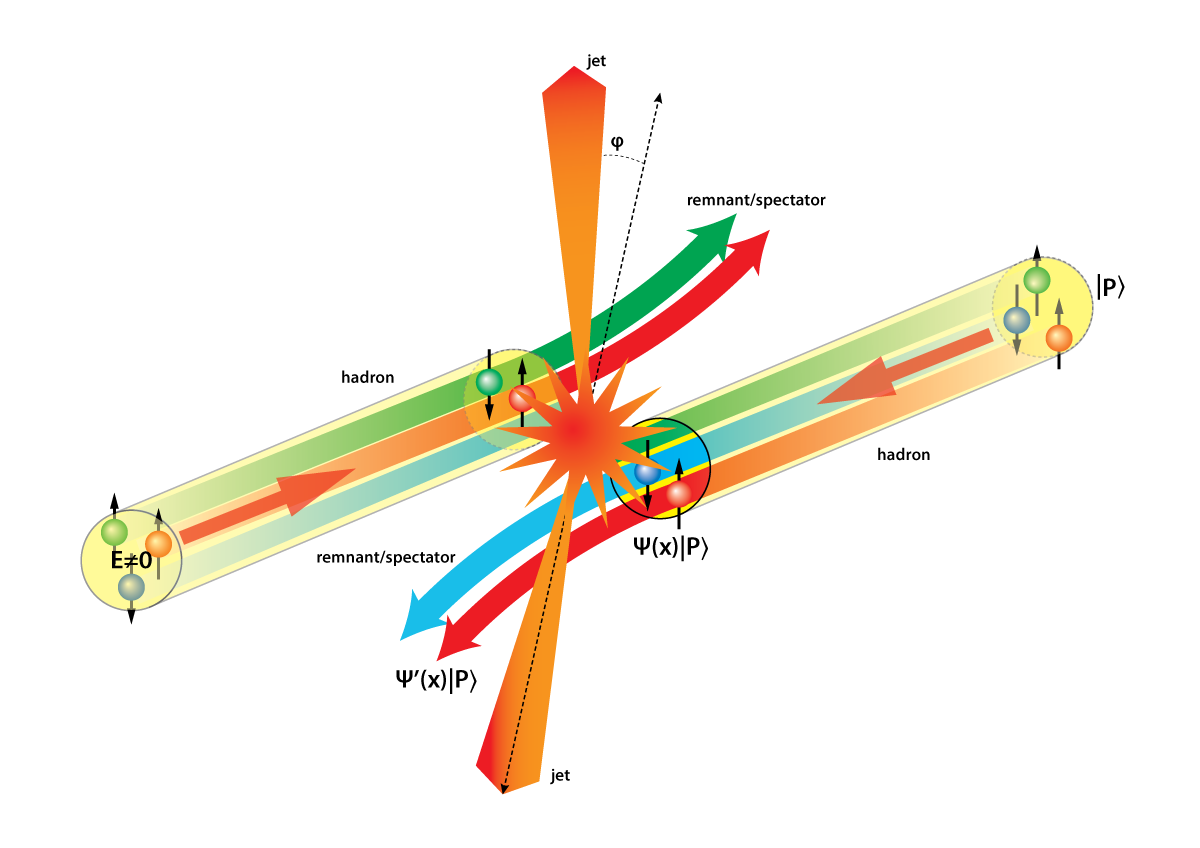 jet
φ
remnant/spectator
|P⟩
hadron
hadron
E≠0
remnant/spectator
Ψ(x)|P⟩
Ψ′(x)|P⟩
jet